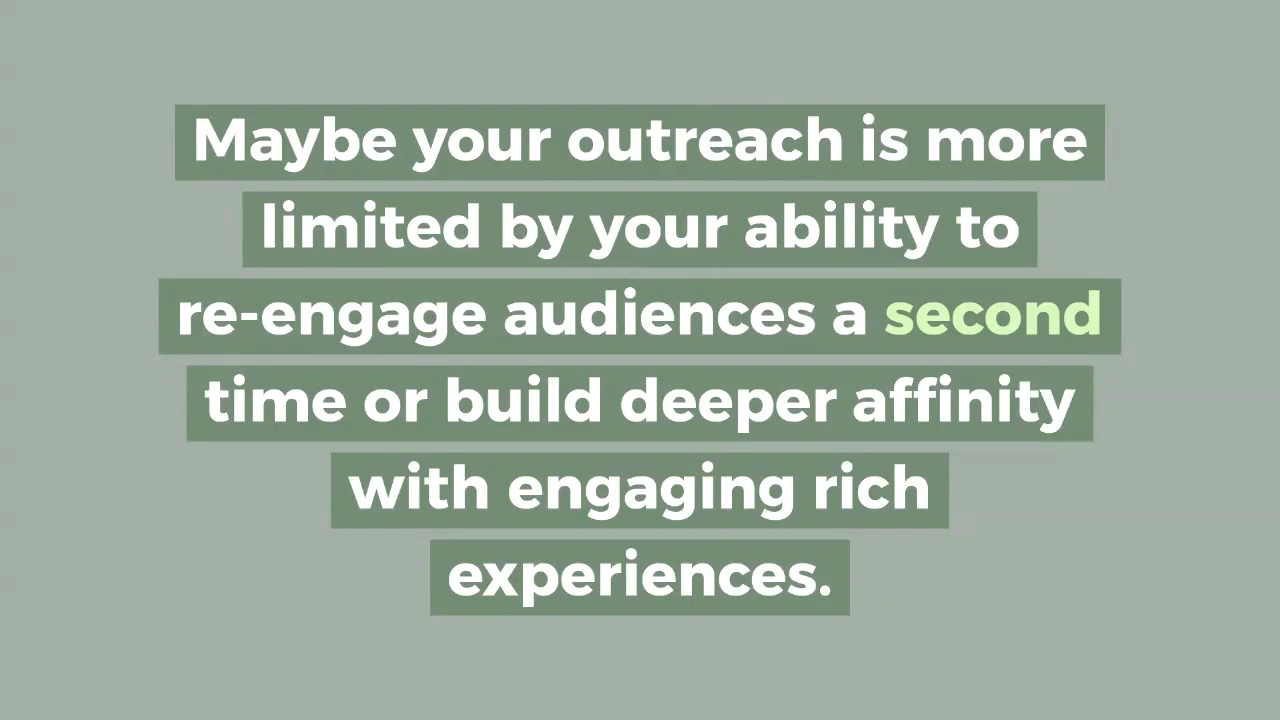 Maybe your outreach is more
limited by your ability to
re-engage audiences a second
time or build deeper affinity
with engaging rich
experiences.